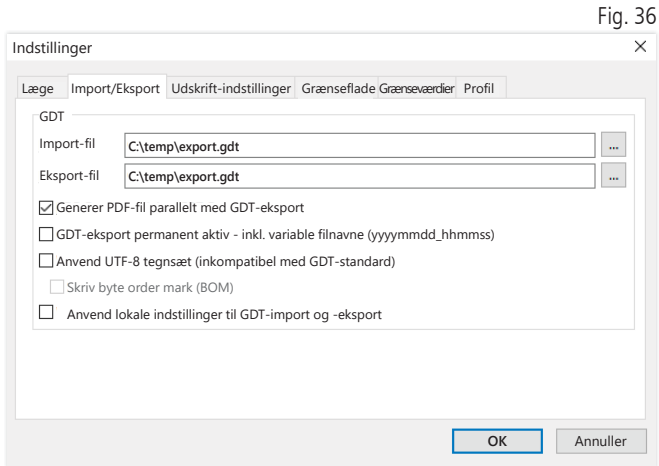 Fig. 36
Indstillinger
Læge Import/Eksport Udskrift-indstillinger Grænseflade Grænseværdier Profil
GDT
Import-fil C:\temp\export.gdt ...
Eksport-fil C:\temp\export.gdt ...
Generer PDF-fil parallelt med GDT-eksport
GDT-eksport permanent aktiv - inkl. variable filnavne (yyyymmdd_hhmmss)
Anvend UTF-8 tegnsæt (inkompatibel med GDT-standard)
Skriv byte order mark (BOM)
Anvend lokale indstillinger til GDT-import og -eksport
OK Annuller